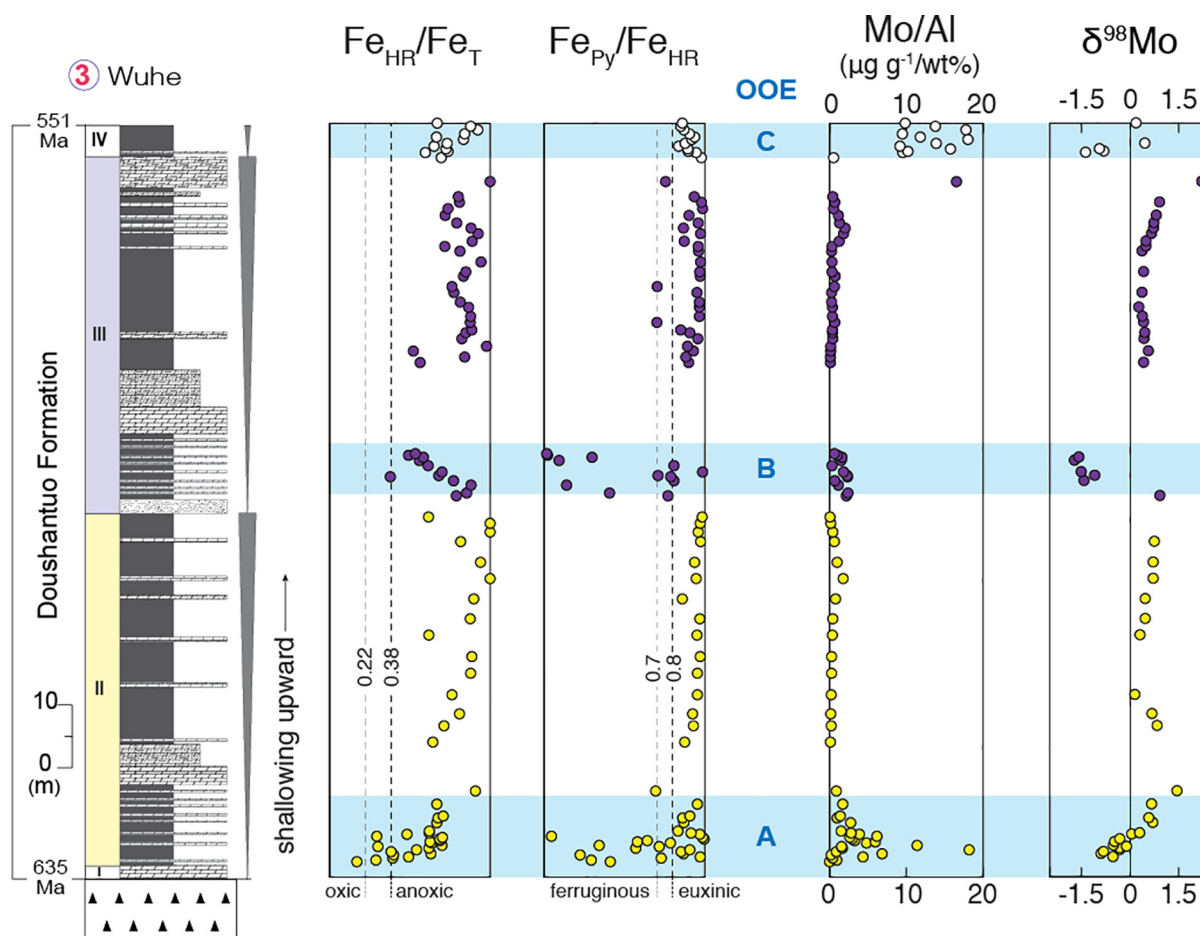 3 Wuhe
Fe_HR/Fe_T
Fe_Py/Fe_HR
Mo/Al
(µg g⁻¹/wt%)
δ⁹⁸Mo
OOE
0 10 20
-1.5 0 1.5
551
Ma
IV
III
II
I
635
Ma
Doushantuo Formation
10
0
(m)
shallowing upward
0.22
0.38
0.7
0.8
C
B
A
oxic
anoxic
ferruginous
euxinic
0 10 20
-1.5 0 1.5